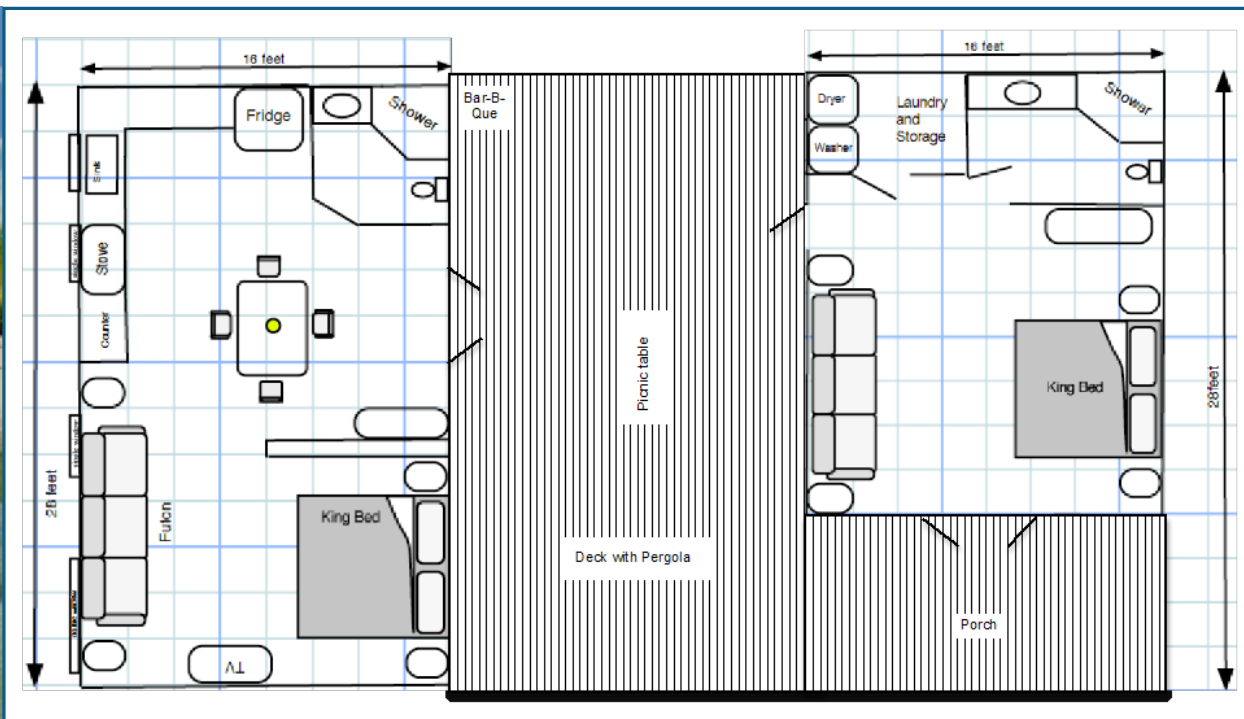 16 feet
16 feet
Bar-B-
Que
Fridge
Shower
Dryer
Laundry
and
Storage
Shower
Washer
Sink
Stove
Counter
Picnic table
King Bed
28feet
28 feet
Futon
King Bed
Deck with Pergola
Porch
TV